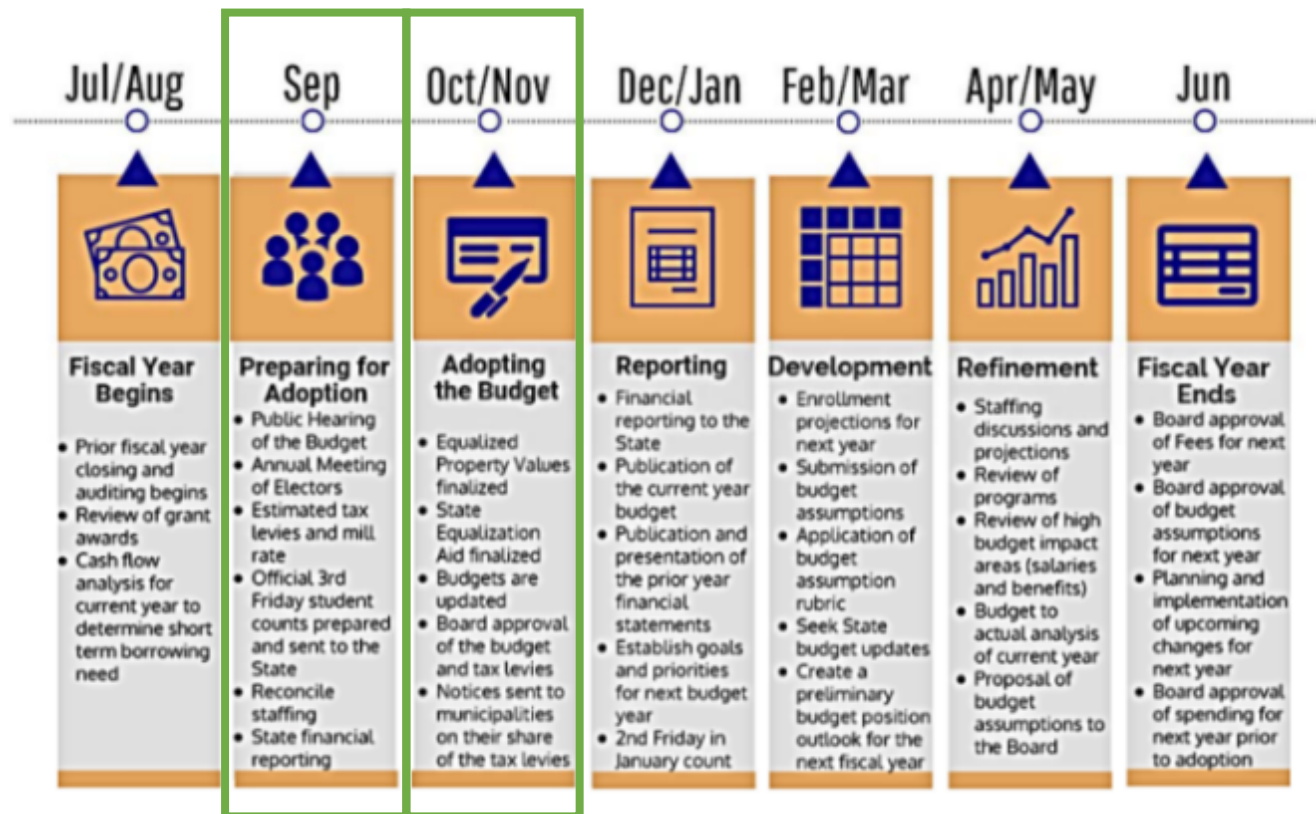 Jul/Aug
Sep
Oct/Nov
Dec/Jan
Feb/Mar
Apr/May
Jun
Fiscal Year
Begins
• Prior fiscal year
closing and
auditing begins
• Review of grant
awards
• Cash flow
analysis for
current year to
determine short
term borrowing
need
Preparing for
Adoption
• Public Hearing
of the Budget
• Annual Meeting
of Electors
• Estimated tax
levies and mill
rate
• Official 3rd
Friday student
counts prepared
and sent to the
State
• Reconcile
staffing
• State financial
reporting
Adopting
the Budget
• Equalized
Property Values
finalized
• State
Equalization
Aid finalized
• Budgets are
updated
• Board approval
of the budget
and tax levies
• Notices sent to
municipalities
on their share
of the tax levies
Reporting
• Financial
reporting to the
State
• Publication of
the current year
budget
• Publication and
presentation of
the prior year
financial
statements
• Establish goals
and priorities
for next budget
year
• 2nd Friday in
January count
Development
• Enrollment
projections for
next year
• Submission of
budget
assumptions
• Application of
budget
assumption
rubric
• Seek State
budget updates
• Create a
preliminary
budget position
outlook for the
next fiscal year
Refinement
• Staffing
discussions and
projections
• Review of
programs
• Review of high
budget impact
areas (salaries
and benefits)
• Budget to
actual analysis
of current year
• Proposal of
budget
assumptions to
the Board
Fiscal Year
Ends
• Board approval
of Fees for next
year
• Board approval
of budget
assumptions
for next year
• Planning and
implementation
of upcoming
changes for
next year
• Board approval
of spending for
next year prior
to adoption